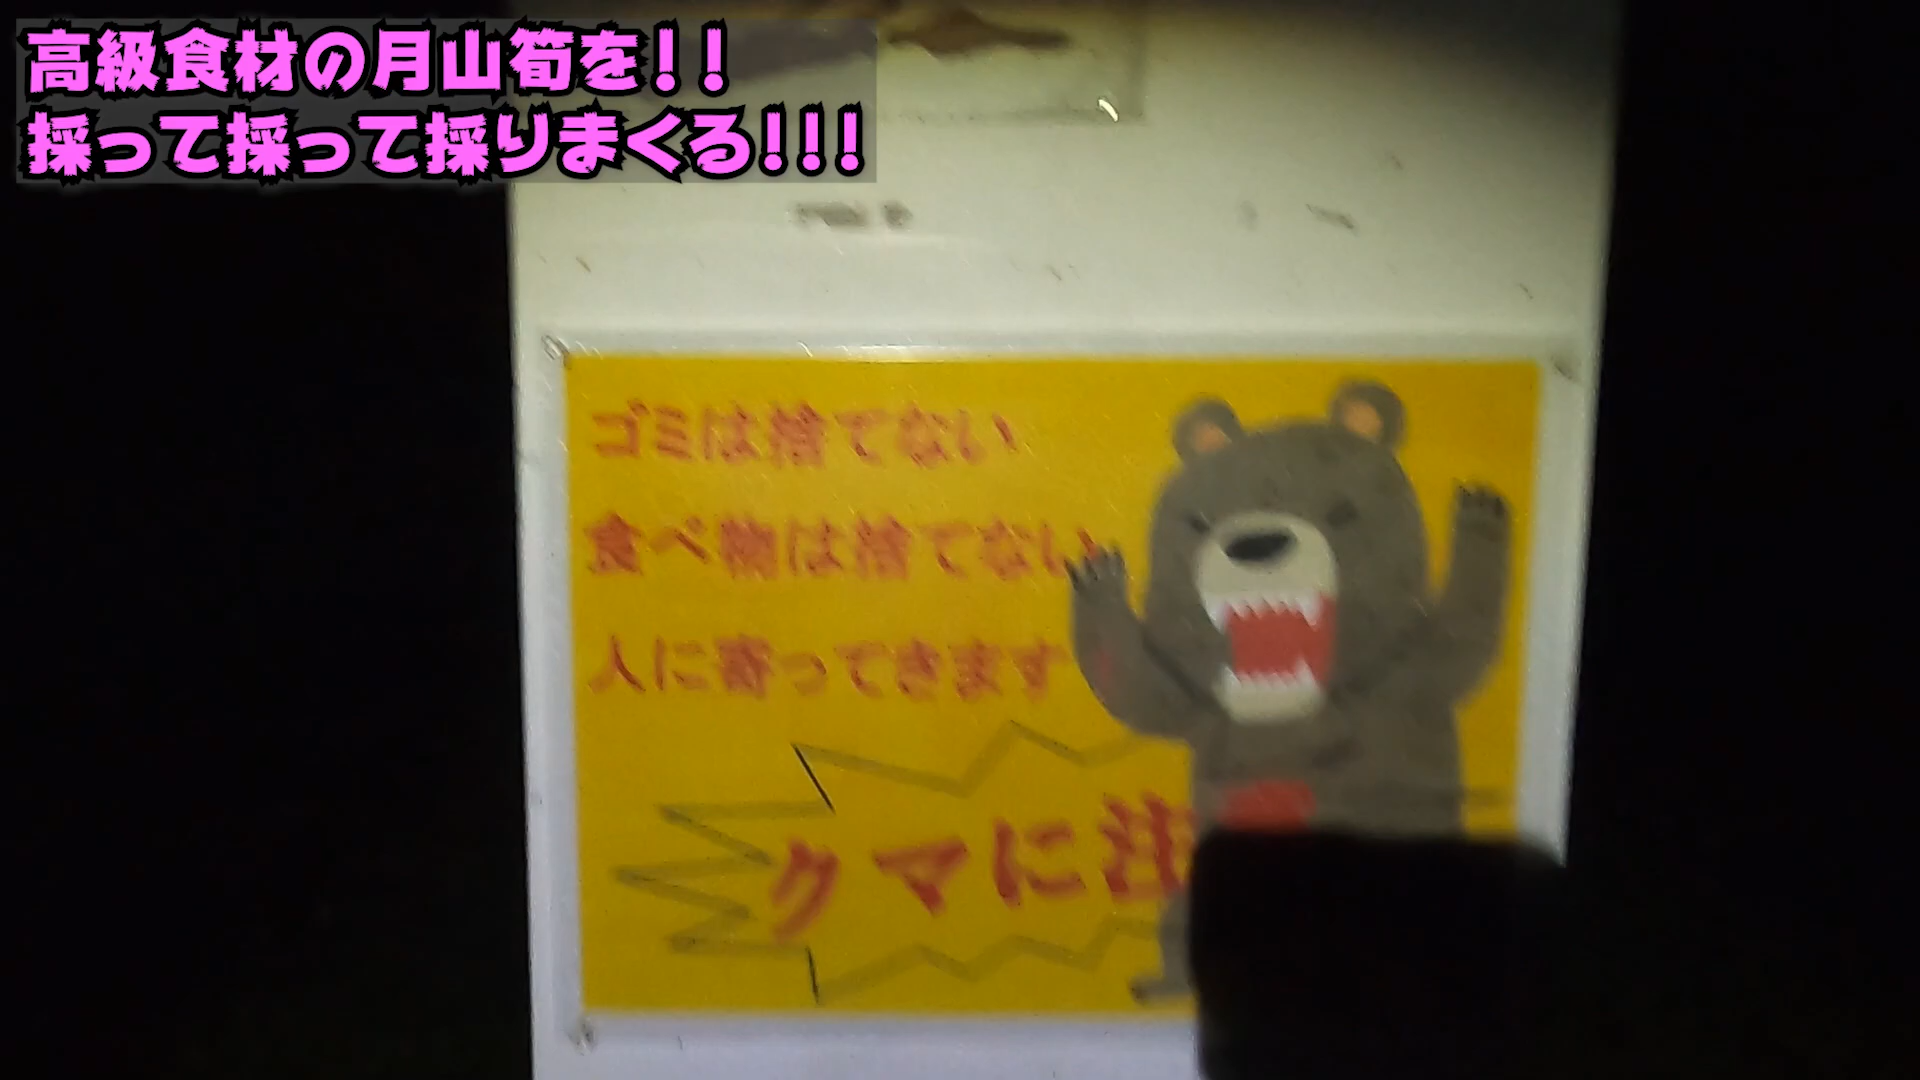 高級食材の月山筍を!!
採って採って採りまくる!!!
ゴミは捨てない
食べ物は捨てない
人に寄ってきます
クマに注